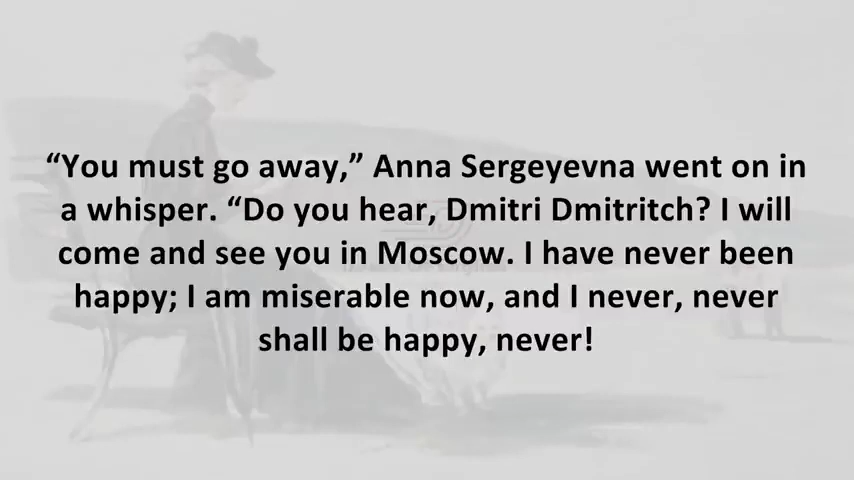 “You must go away,” Anna Sergeyevna went on in
a whisper. “Do you hear, Dmitri Dmitritch? I will
come and see you in Moscow. I have never been
happy; I am miserable now, and I never, never
shall be happy, never!